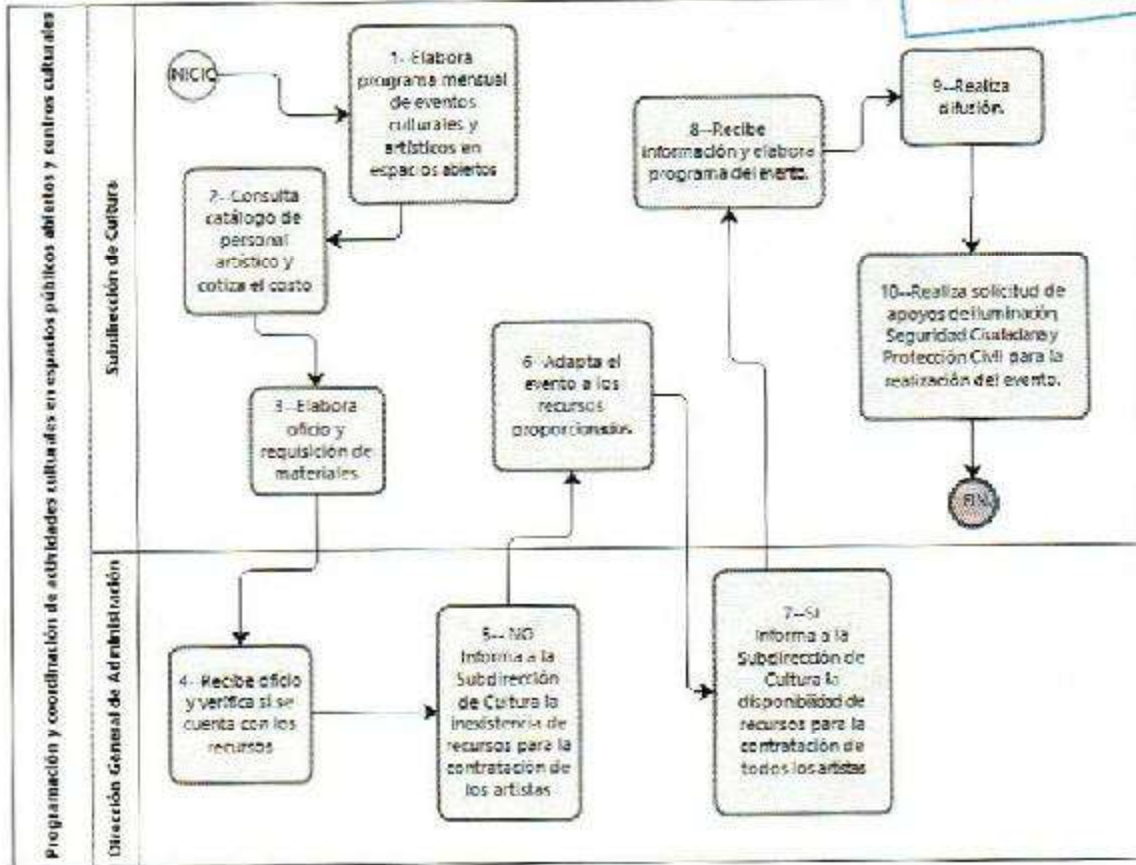 Programación y coordinación de actividades culturales en espacios públicos abiertos y centros culturales
Subdirección de Cultura
INICIO
1- Elabora
programa mensual
de eventos
culturales y
artísticos en
espacios abiertos
2--Consulta
catálogo de
personal
artístico y
cotiza el costo
3--Elabora
oficio y
requisición de
materiales
6--Adapta el
evento a los
recursos
proporcionados.
8--Recibe
información y elabora
programa del evento.
9--Realiza
difusión.
10--Realiza solicitud de
apoyos de iluminación
Seguridad Ciudadana y
Protección Civil para la
realización del evento.
FIN
Dirección General de Administración
4- Recibe oficio
y verifica si se
cuenta con los
recursos
5-- NO
Informa a la
Subdirección
de Cultura la
inexistencia de
recursos para la
contratación de
los artistas
7--SI
Informa a la
Subdirección de
Cultura la
disponibilidad de
recursos para la
contratación de
todos los artistas